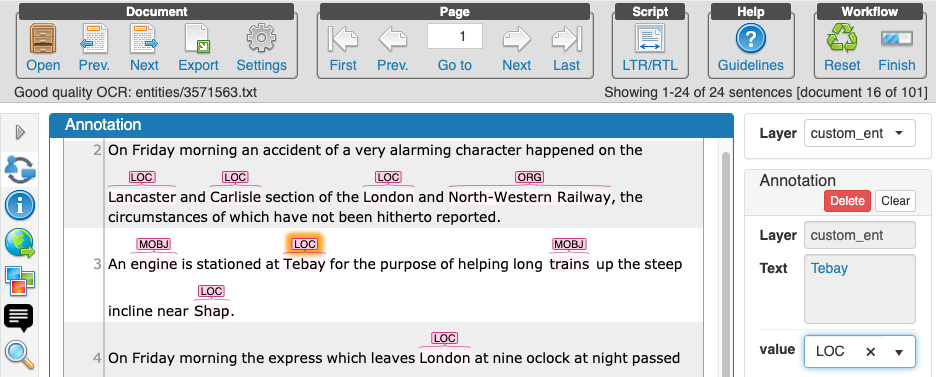 Document Page Script Help Workflow
Open Prev. Next Export Settings First Prev. 1 Go to Next Last LTR/RTL Guidelines Reset Finish
Good quality OCR: entities/3571563.txt Showing 1-24 of 24 sentences [document 16 of 101]
Annotation
2 On Friday morning an accident of a very alarming character happened on the
LOC LOC LOC ORG
Lancaster and Carlisle section of the London and North-Western Railway, the
circumstances of which have not been hitherto reported.
MOBJ LOC MOBJ
3 An engine is stationed at Tebay for the purpose of helping long trains up the steep
LOC
incline near Shap.
LOC
4 On Friday morning the express which leaves London at nine oclock at night passed
Layer custom_ent
Annotation
Delete Clear
Layer custom_ent
Text Tebay
value LOC